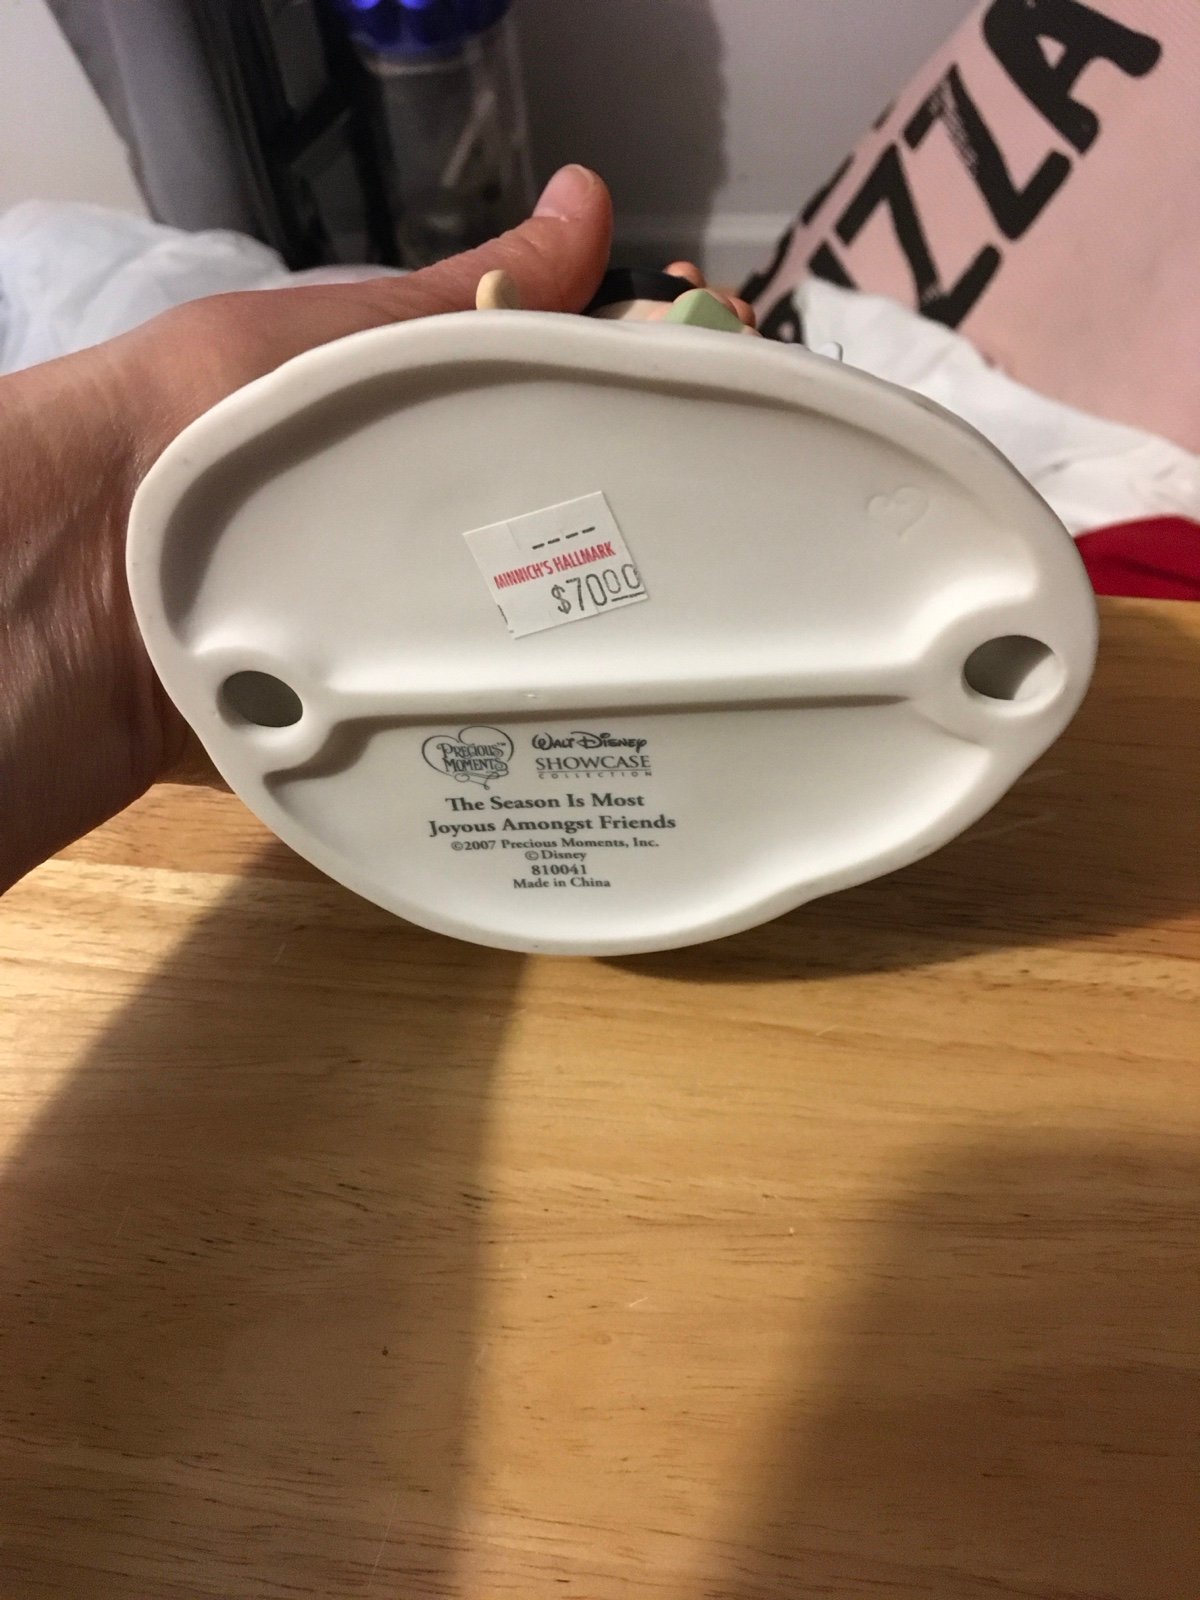 PIZZA
MINNICH'S HALLMARK
$70.00
PRECIOUS™
MOMENTS
WALT DISNEY
SHOWCASE
COLLECTION
The Season Is Most
Joyous Amongst Friends
©2007 Precious Moments, Inc.
© Disney
810041
Made in China